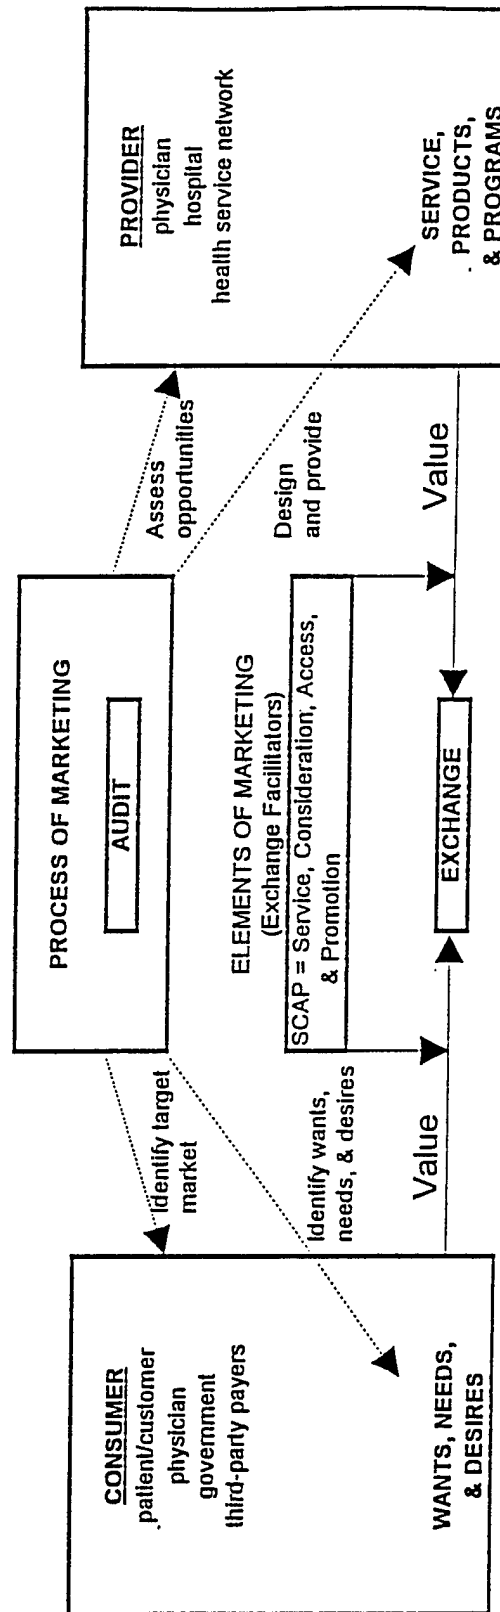 CONSUMER
patient/customer
physician
government
third-party payers
WANTS, NEEDS,
& DESIRES
PROCESS OF MARKETING
AUDIT
Identify target
market
Identify wants,
needs, & desires
Assess
opportunities
Design
and provide
ELEMENTS OF MARKETING
(Exchange Facilitators)
SCAP = Service, Consideration, Access,
& Promotion
Value
EXCHANGE
Value
PROVIDER
physician
hospital
health service network
SERVICE,
PRODUCTS,
& PROGRAMS